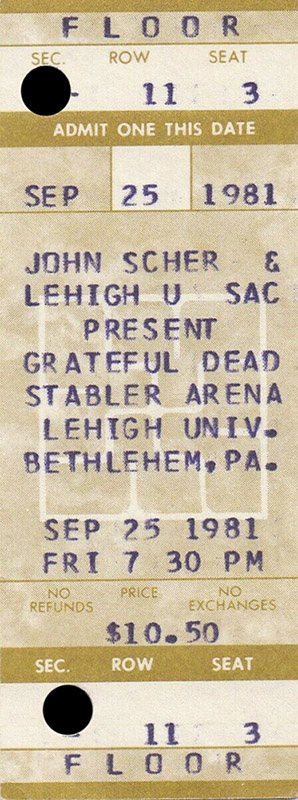 FLOOR
SEC. ROW SEAT
11 3
ADMIT ONE THIS DATE
SEP 25 1981
JOHN SCHER &
LEHIGH U SAC
PRESENT
GRATEFUL DEAD
STABLER ARENA
LEHIGH UNIV.
BETHLEHEM,PA.
SEP 25 1981
FRI 7 30 PM
NO REFUNDS PRICE NO EXCHANGES
$10.50
SEC. ROW SEAT
11 3
FLOOR